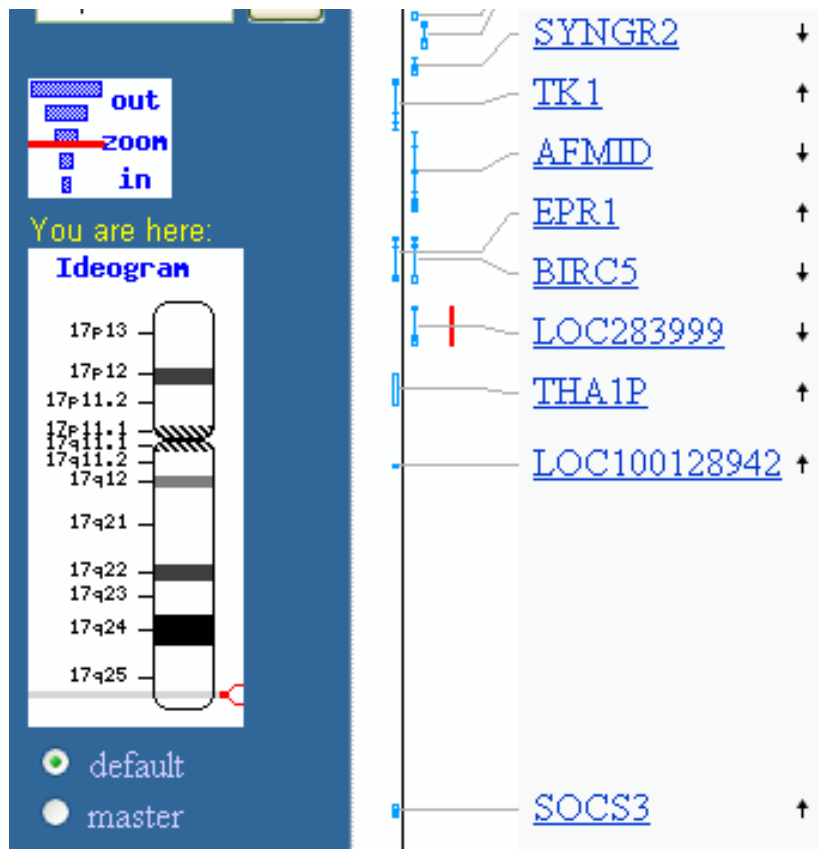 out
zoom
in
You are here:
Ideogram
17p13
17p12
17p11.2
17p11.1
17q11.1
17q11.2
17q12
17q21
17q22
17q23
17q24
17q25
default
master
SYNGR2
TK1
AFMID
EPR1
BIRC5
LOC283999
THA1P
LOC100128942
SOCS3